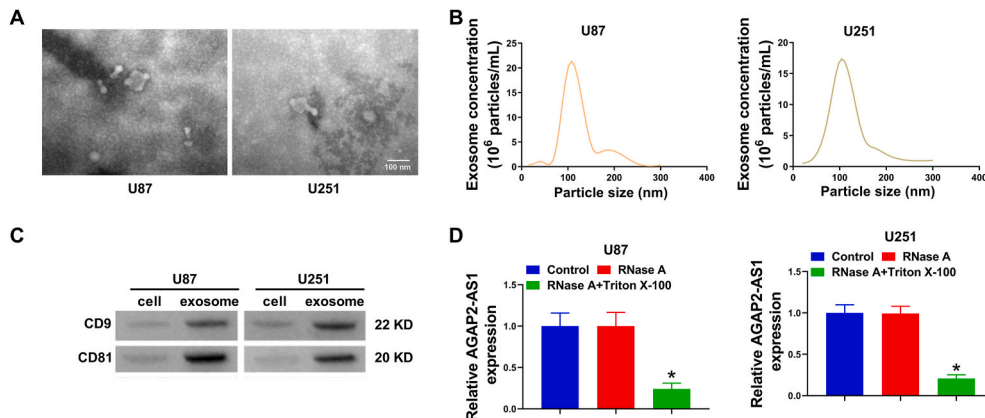 A
100 nm
U87
U251
B
U87
Exosome concentration
(10⁶ particles/mL)
25
20
15
10
5
0
0
100
200
300
400
Particle size (nm)
U251
Exosome concentration
(10⁶ particles/mL)
20
15
10
5
0
0
100
200
300
400
Particle size (nm)
C
U87
U251
cell
exosome
cell
exosome
CD9
22 KD
CD81
20 KD
D
U87
Control
RNase A
RNase A+Triton X-100
Relative AGAP2-AS1
expression
1.5
1.0
0.5
0.0
*
U251
Control
RNase A
RNase A+Triton X-100
Relative AGAP2-AS1
expression
1.5
1.0
0.5
0.0
*